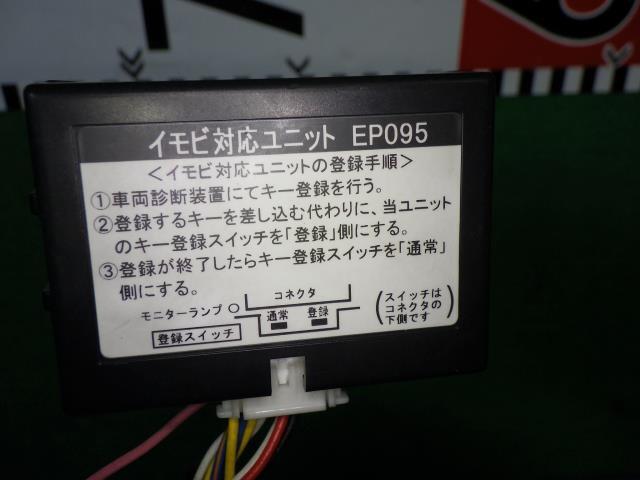 イモビ対応ユニット EP095
＜イモビ対応ユニットの登録手順＞
①車両診断装置にてキー登録を行う。
②登録するキーを差し込む代わりに、当ユニット
のキー登録スイッチを「登録」側にする。
③登録が終了したらキー登録スイッチを「通常」
側にする。
コネクタ
モニターランプ
通常 登録
登録スイッチ
(スイッチは
コネクタの
下側です)